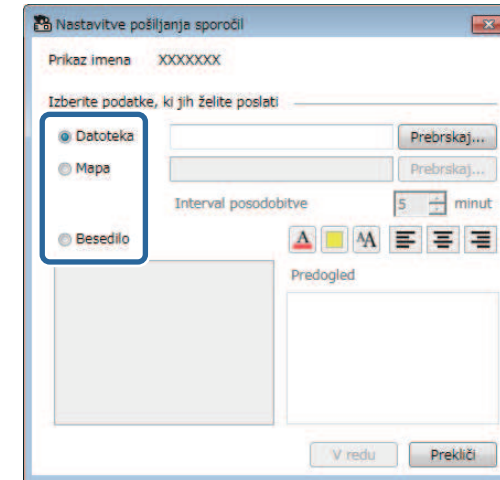 Nastavitve pošiljanja sporočil
Prikaz imena XXXXXXX
Izberite podatke, ki jih želite poslati
Datoteka Prebrskaj...
Mapa Prebrskaj...
Interval posodobitve 5 minut
Besedilo A AA
Predogled
V redu Prekliči